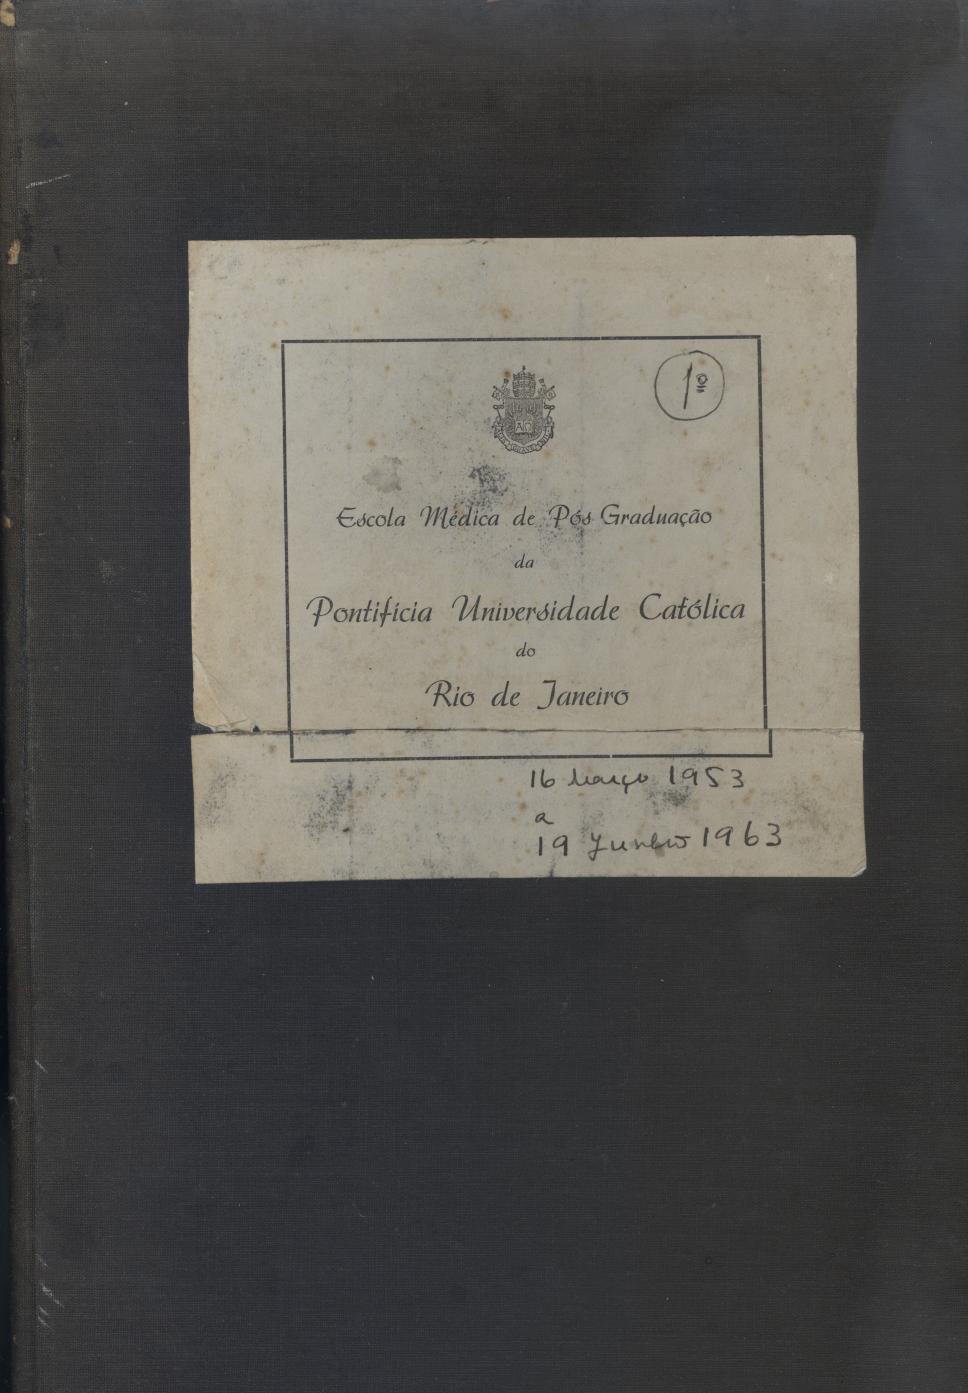 1º
ΑΩ
Escola Médica de Pós Graduação
da
Pontifícia Universidade Católica
do
Rio de Janeiro
16 março 1953
a
19 Junho 1963